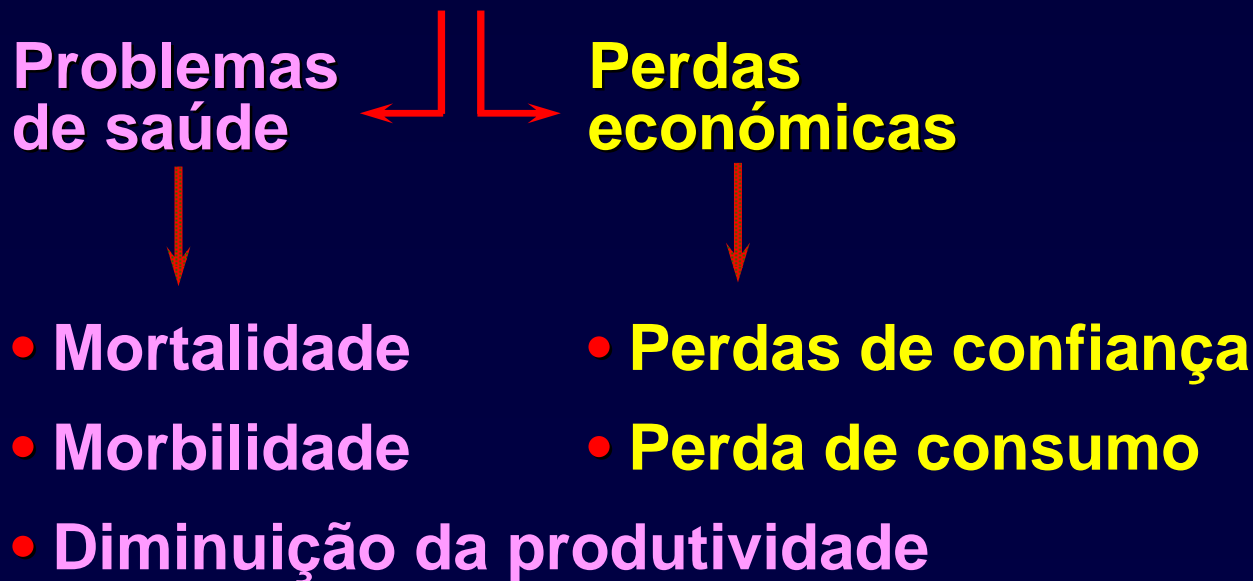 Problemas
de saúde
Perdas
económicas
• Mortalidade
• Morbilidade
• Diminuição da produtividade
• Perdas de confiança
• Perda de consumo